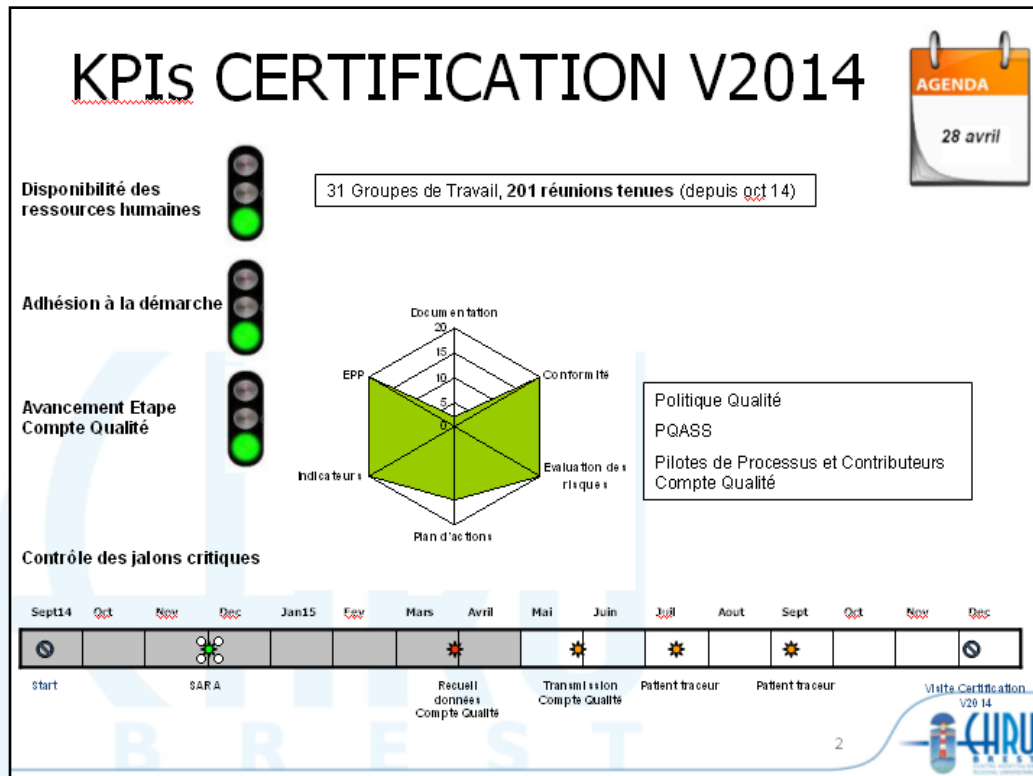 KPIs CERTIFICATION V2014
AGENDA
28 avril
Disponibilité des
ressources humaines
31 Groupes de Travail, 201 réunions tenues (depuis oct 14)
Adhésion à la démarche
Avancement Etape
Compte Qualité
Documentation
20
15
10
5
0
EPP
Conformité
Indicateurs
Evaluation des
risques
Plan d'actions
Politique Qualité
PQASS
Pilotes de Processus et Contributeurs
Compte Qualité
Contrôle des jalons critiques
Sept14 Oct Nov Dec Jan15 Fev Mars Avril Mai Juin Juil Aout Sept Oct Nov Dec
Start
SARA
Recueil
données
Compte Qualité
Transmission
Compte Qualité
Patient traceur
Patient traceur
Visite Certification
V2014
BREST
2
CHRU
BREST